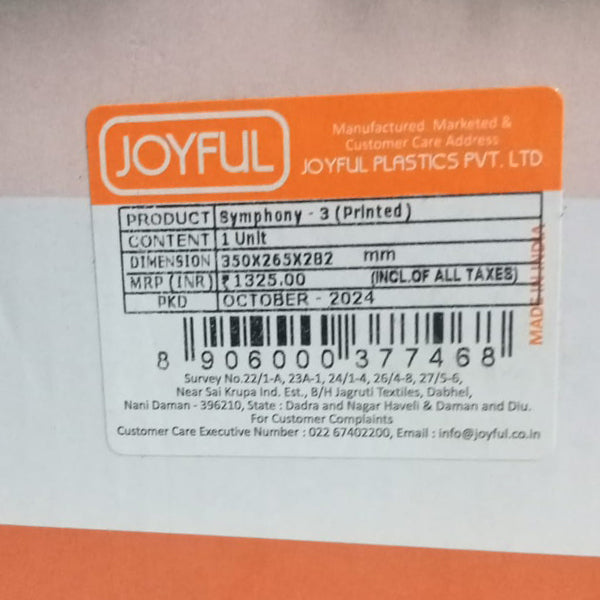 JOYFUL
Manufactured Marketed &
Customer Care Address
JOYFUL PLASTICS PVT. LTD
PRODUCT Symphony - 3 (Printed)
CONTENT 1 Unit
DIMENSION 350X265X282 mm
MRP (INR) ₹1325.00 (INCL.OF ALL TAXES)
PKD OCTOBER - 2024
MADE IN INDIA
8 906000 377468
Survey No.22/1-A, 23A-1, 24/1-4, 26/4-8, 27/5-6,
Near Sai Krupa Ind. Est., B/H Jagruti Textiles, Dabhel,
Nani Daman - 396210, State : Dadra and Nagar Haveli & Daman and Diu.
For Customer Complaints
Customer Care Executive Number : 022 67402200, Email : info@joyful.co.in